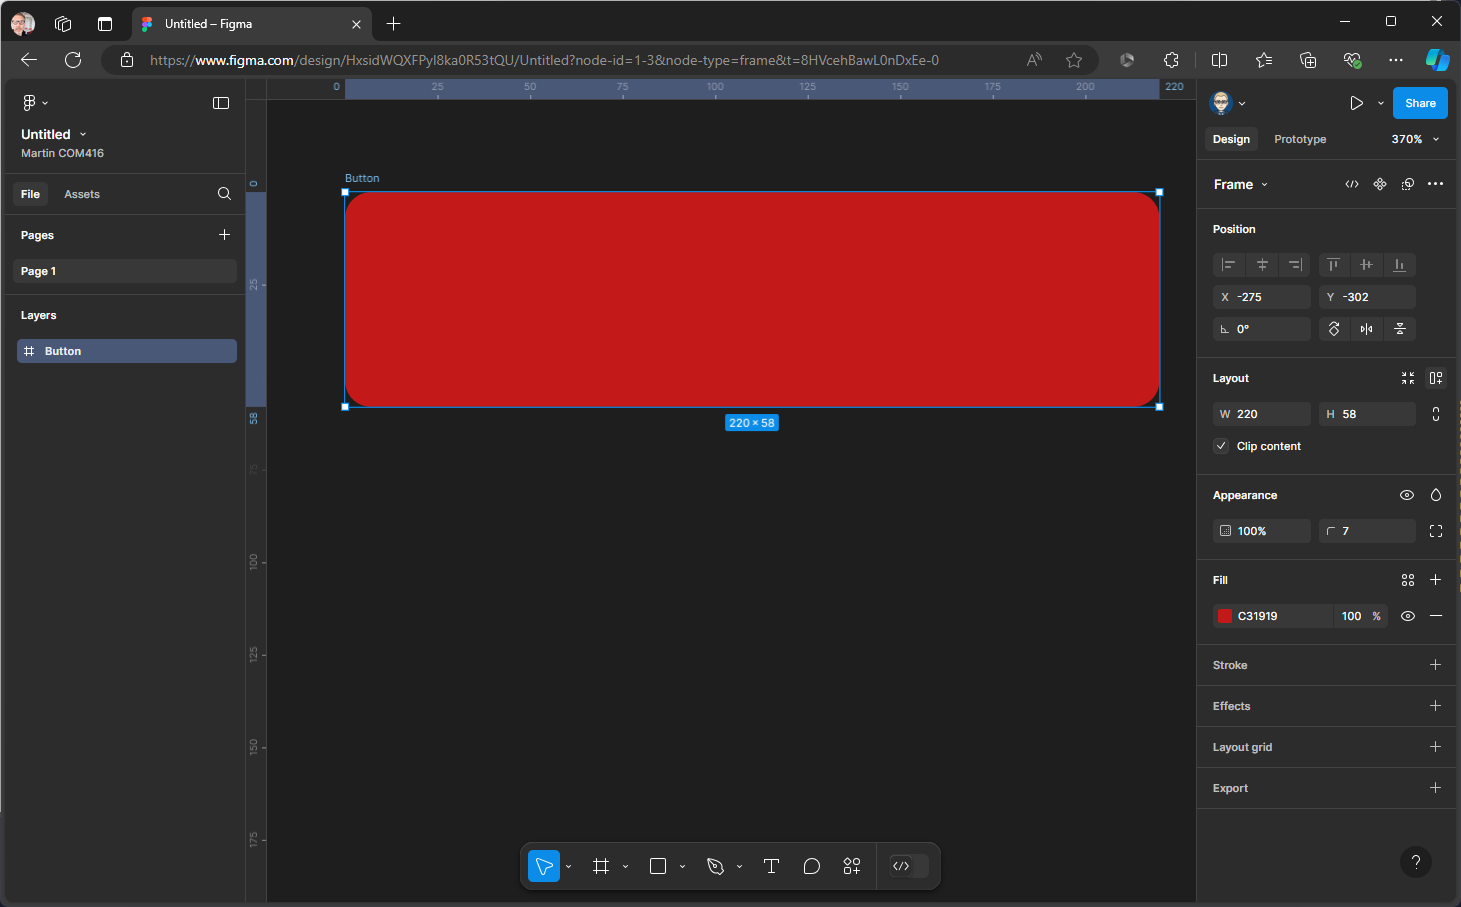 Untitled – Figma
https://www.figma.com/design/HxsidWQXFPyI8ka0R53tQU/Untitled?node-id=1-3&node-type=frame&t=8HVcehBawL0nDxEe-0
0 25 50 75 100 125 150 175 200 220
Untitled
Martin COM416
File Assets
Pages
Page 1
Layers
Button
0
25
58
75
100
125
150
175
Button
220 × 58
Share
Design Prototype 370%
Frame
Position
X -275 Y -302
0°
Layout
W 220 H 58
Clip content
Appearance
100% 7
Fill
C31919 100 %
Stroke
Effects
Layout grid
Export
?